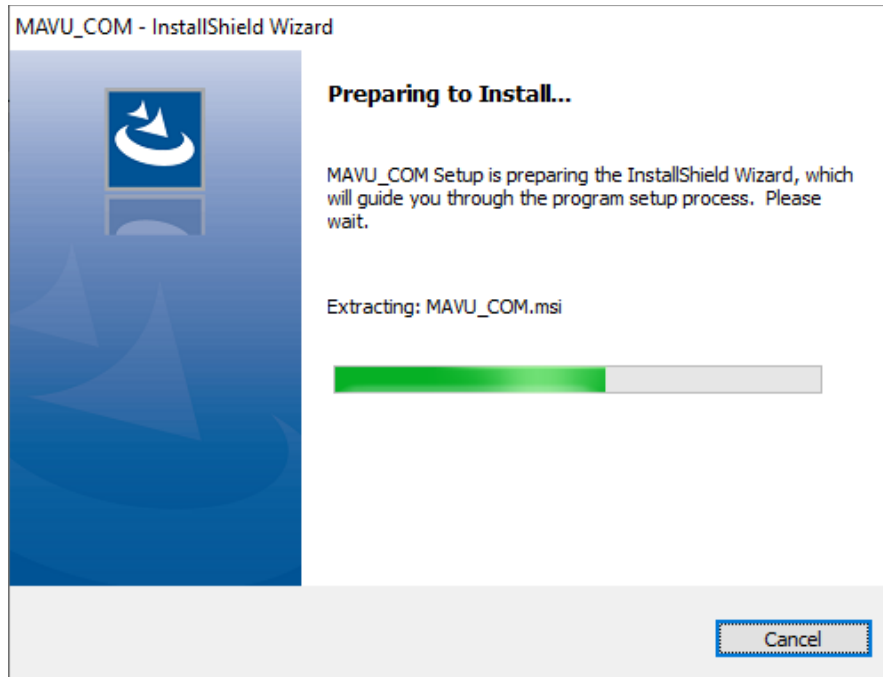 MAVU_COM - InstallShield Wizard
Preparing to Install...
MAVU_COM Setup is preparing the InstallShield Wizard, which
will guide you through the program setup process. Please
wait.
Extracting: MAVU_COM.msi
Cancel